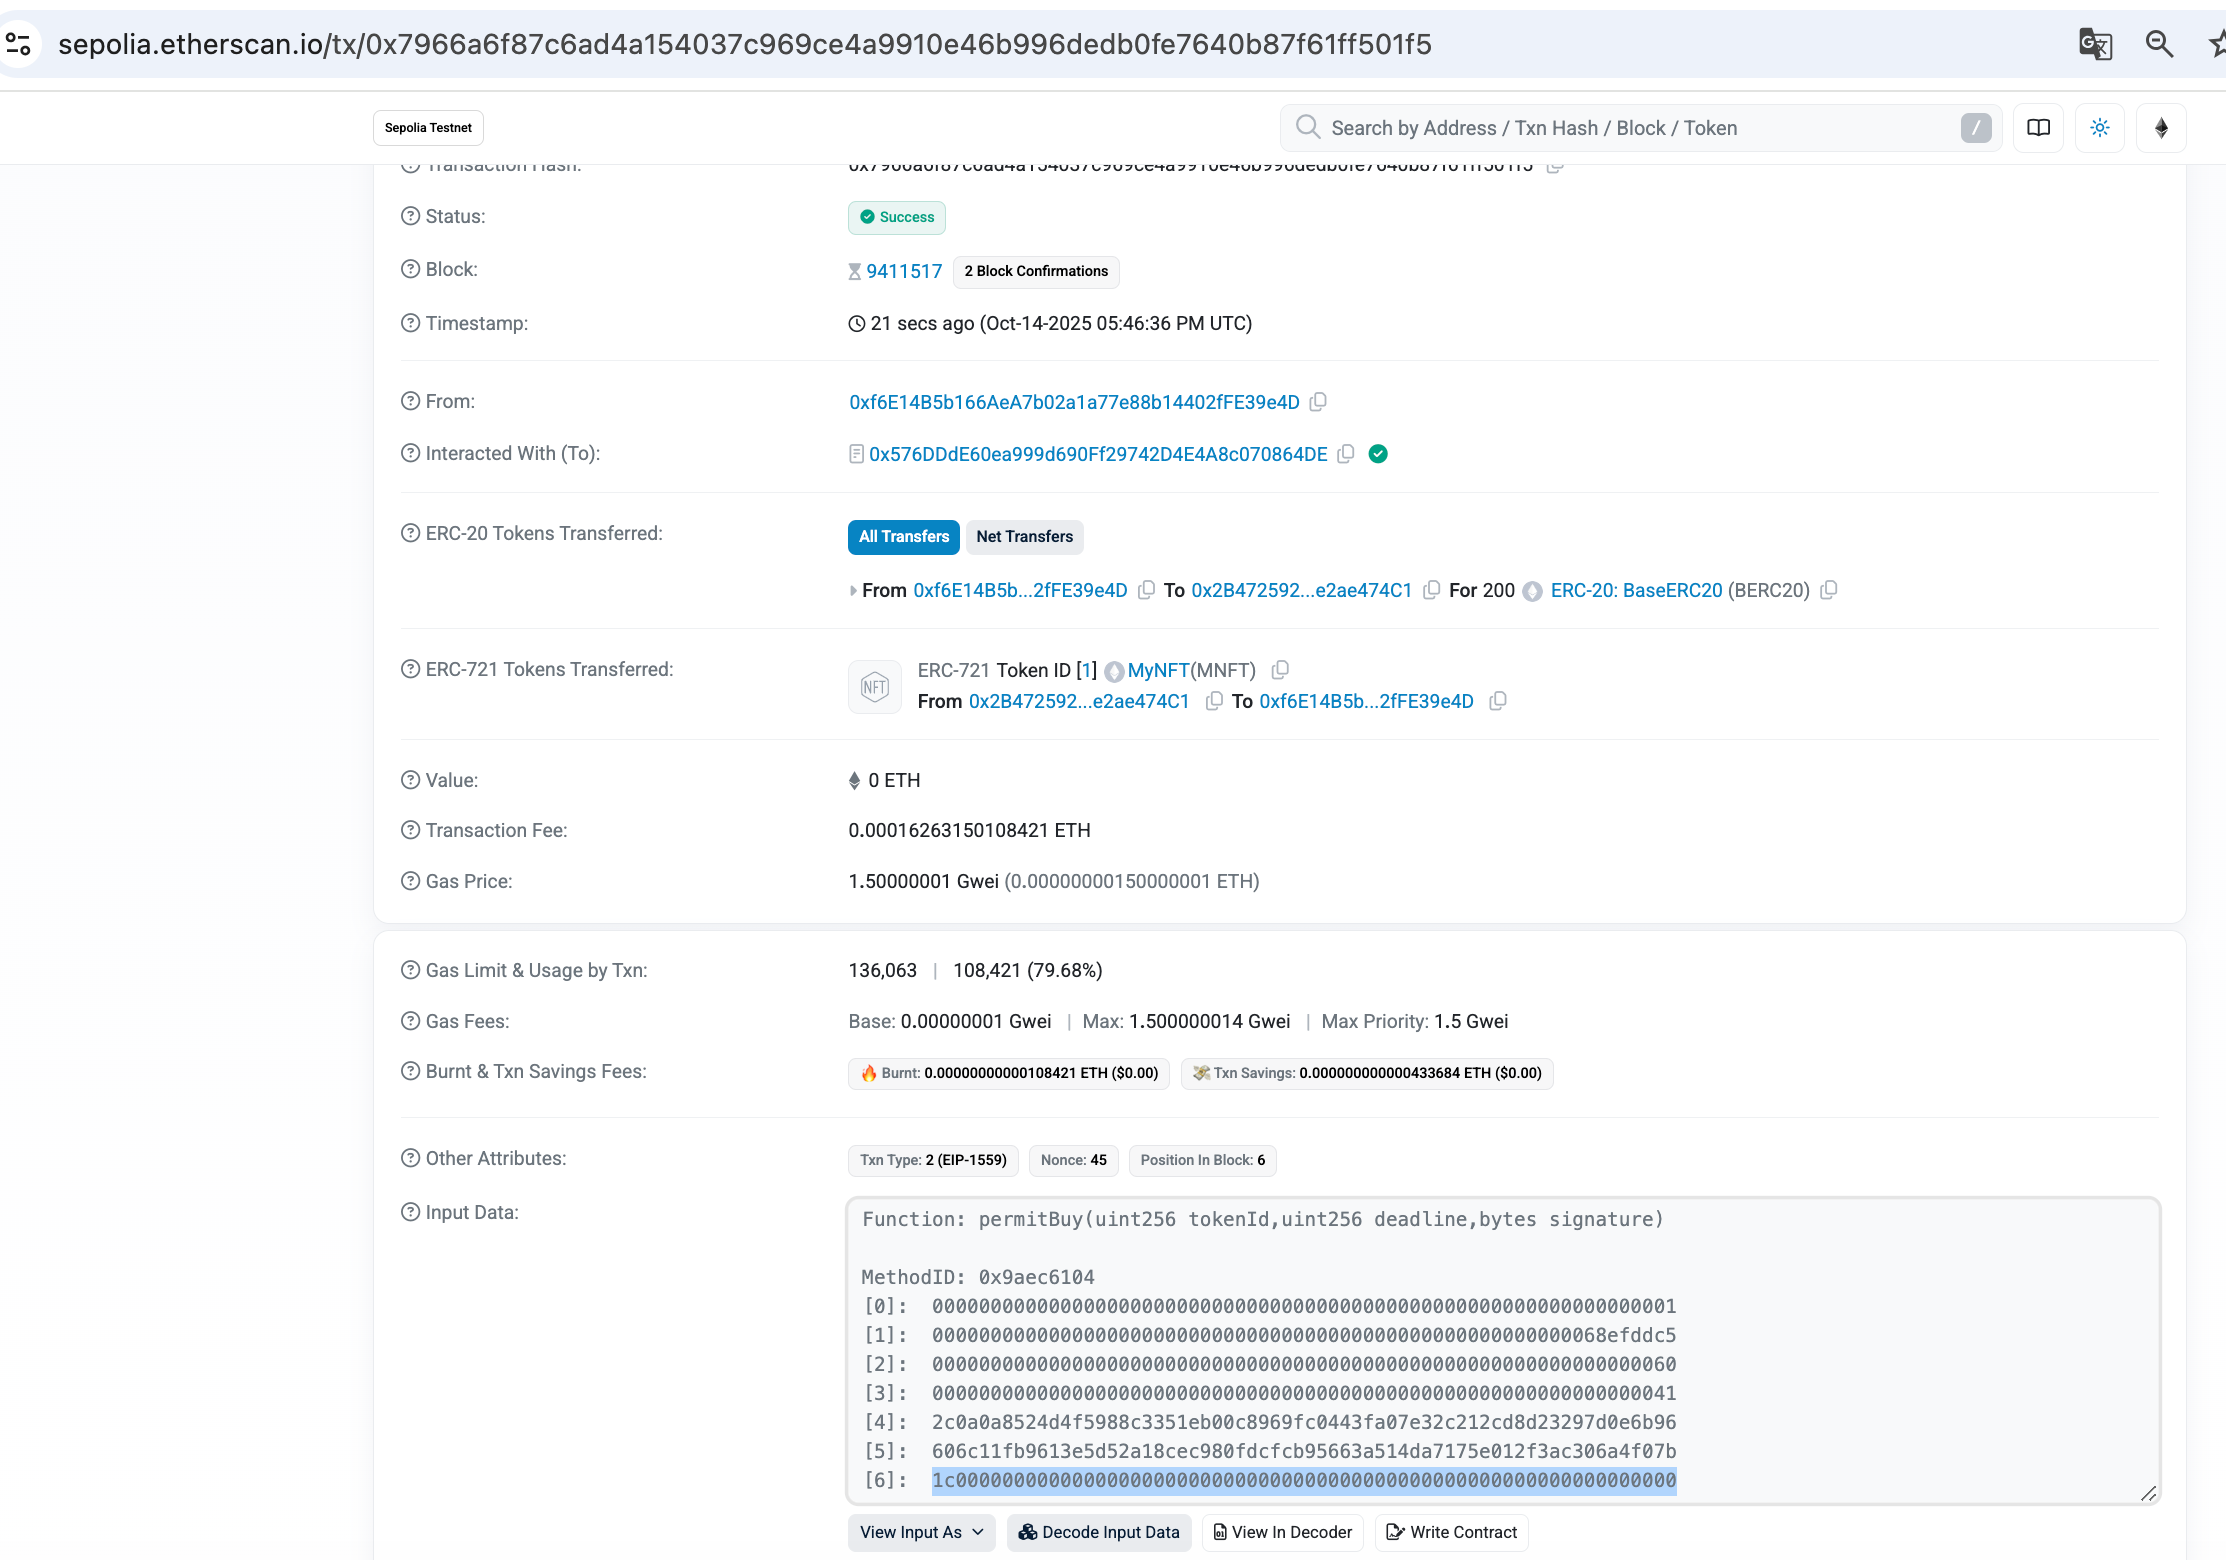 sepolia.etherscan.io/tx/0x7966a6f87c6ad4a154037c969ce4a9910e46b996dedb0fe7640b87f61ff501f5
Sepolia Testnet
Search by Address / Txn Hash / Block / Token
/
Transaction Hash: 0x7966a6f87c6ad4a154037c969ce4a9910e46b996dedb0fe7640b87f61ff501f5
Status: Success
Block: 9411517 2 Block Confirmations
Timestamp: 21 secs ago (Oct-14-2025 05:46:36 PM UTC)
From: 0xf6E14B5b166AeA7b02a1a77e88b14402fFE39e4D
Interacted With (To): 0x576DDdE60ea999d690Ff29742D4E4A8c070864DE
ERC-20 Tokens Transferred: All Transfers Net Transfers
From 0xf6E14B5b...2fFE39e4D To 0x2B472592...e2ae474C1 For 200 ERC-20: BaseERC20 (BERC20)
ERC-721 Tokens Transferred: NFT ERC-721 Token ID [1] MyNFT(MNFT)
From 0x2B472592...e2ae474C1 To 0xf6E14B5b...2fFE39e4D
Value: 0 ETH
Transaction Fee: 0.00016263150108421 ETH
Gas Price: 1.50000001 Gwei (0.00000000150000001 ETH)
Gas Limit & Usage by Txn: 136,063 | 108,421 (79.68%)
Gas Fees: Base: 0.00000001 Gwei | Max: 1.500000014 Gwei | Max Priority: 1.5 Gwei
Burnt & Txn Savings Fees: Burnt: 0.00000000000108421 ETH ($0.00) Txn Savings: 0.000000000000433684 ETH ($0.00)
Other Attributes: Txn Type: 2 (EIP-1559) Nonce: 45 Position In Block: 6
Input Data: Function: permitBuy(uint256 tokenId,uint256 deadline,bytes signature)
MethodID: 0x9aec6104
[0]: 0000000000000000000000000000000000000000000000000000000000000001
[1]: 0000000000000000000000000000000000000000000000000000000068efddc5
[2]: 0000000000000000000000000000000000000000000000000000000000000060
[3]: 0000000000000000000000000000000000000000000000000000000000000041
[4]: 2c0a0a8524d4f5988c3351eb00c8969fc0443fa07e32c212cd8d23297d0e6b96
[5]: 606c11fb9613e5d52a18cec980fdcfcb95663a514da7175e012f3ac306a4f07b
[6]: 1c00000000000000000000000000000000000000000000000000000000000000
View Input As Decode Input Data View In Decoder Write Contract